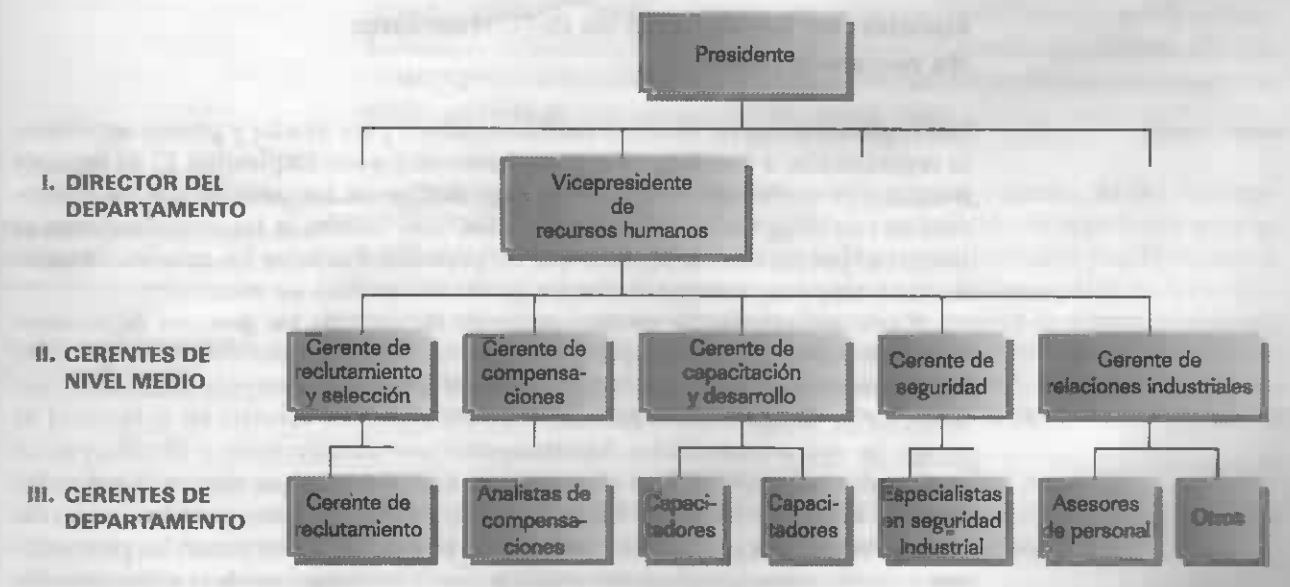 Presidente
I. DIRECTOR DEL
DEPARTAMENTO
Vicepresidente
de
recursos humanos
II. GERENTES DE
NIVEL MEDIO
Gerente de
reclutamiento
y selección
Gerente de
compensa-
ciones
Gerente de
capacitación
y desarrollo
Gerente de
seguridad
Gerente de
relaciones industriales
III. GERENTES DE
DEPARTAMENTO
Gerente de
reclutamiento
Analistas de
compensa-
ciones
Capaci-
tadores
Capaci-
tadores
Especialistas
en seguridad
Industrial
Asesores
de personal
Otros